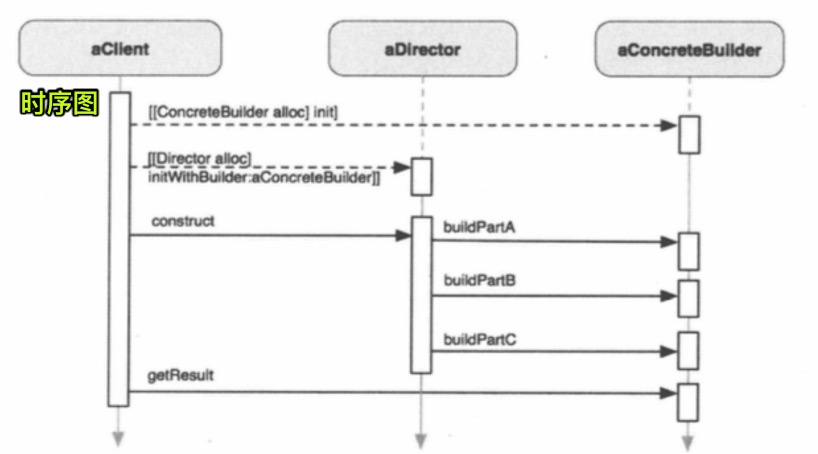 aClient
aDirector
aConcreteBuilder
时序图
[[ConcreteBuilder alloc] init]
[[Director alloc]
initWithBuilder:aConcreteBuilder]]
construct
buildPartA
buildPartB
buildPartC
getResult